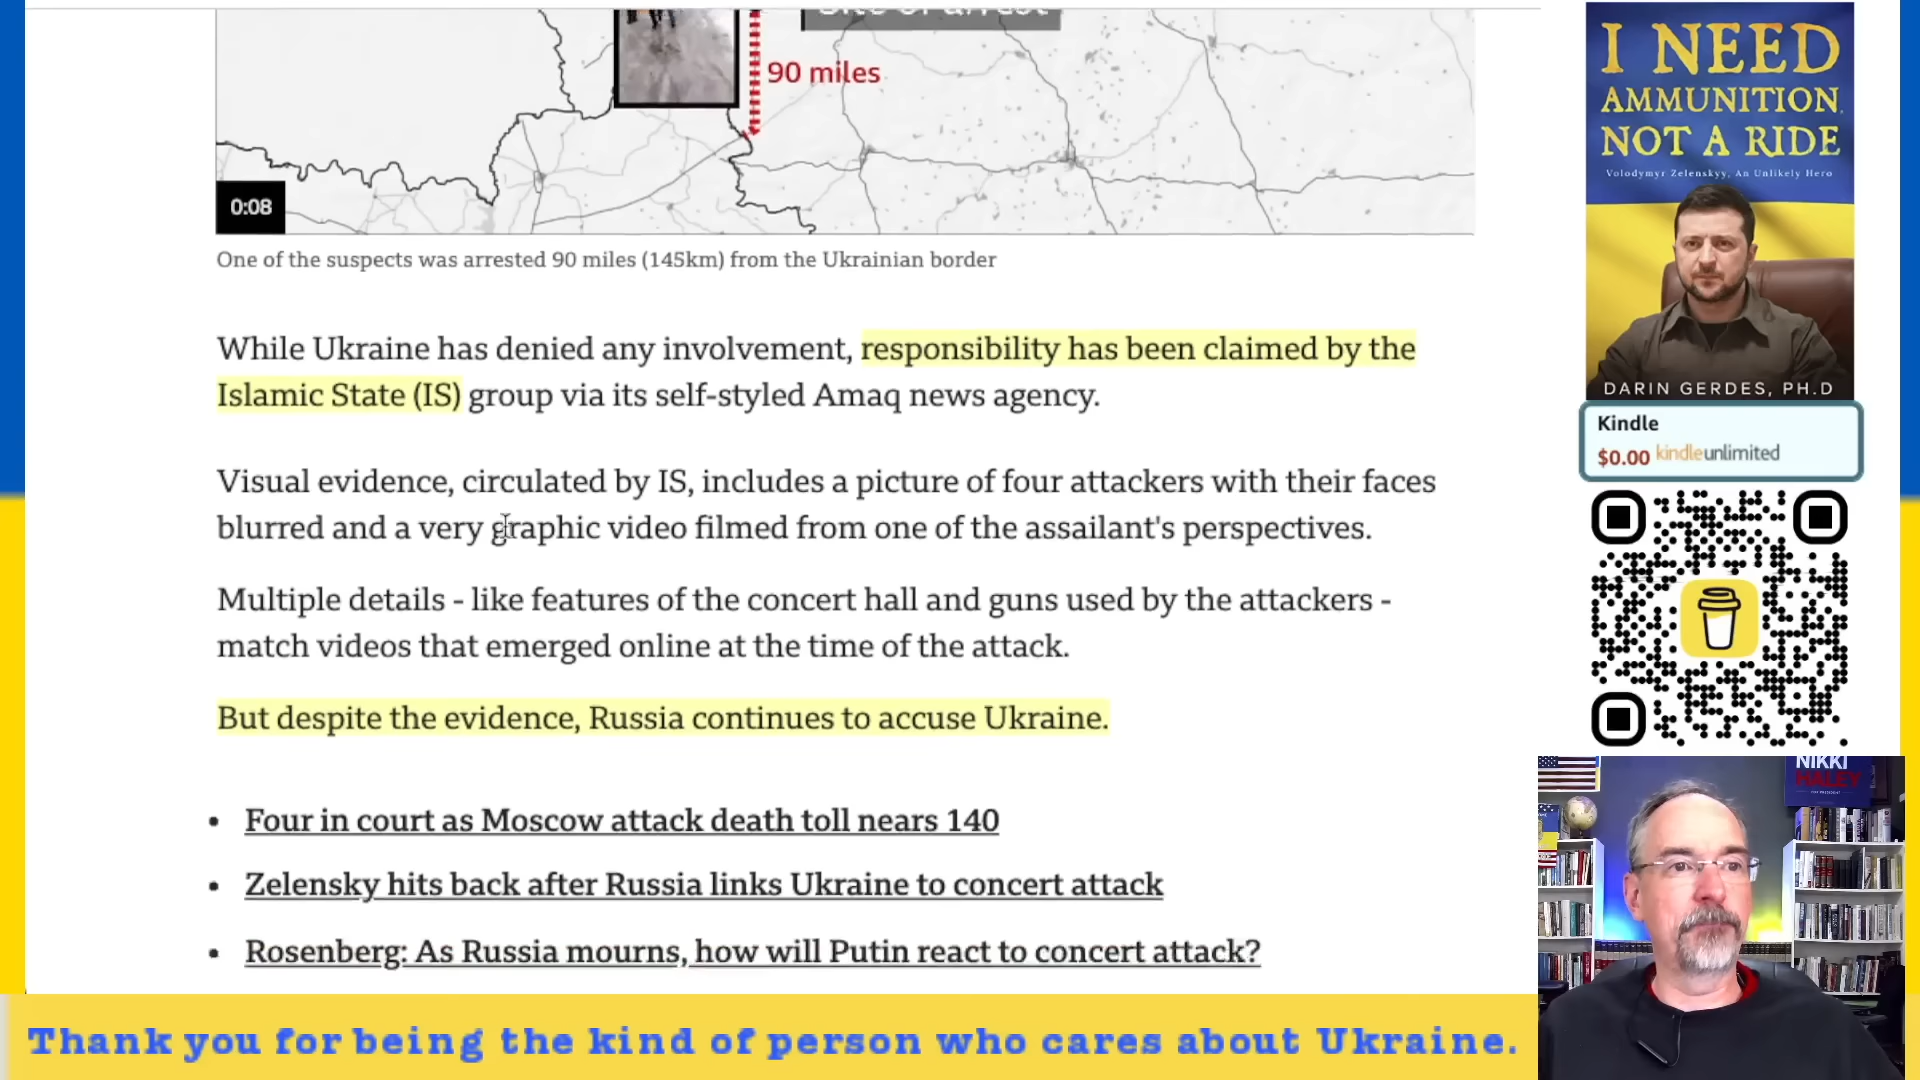 90 miles
0:08
One of the suspects was arrested 90 miles (145km) from the Ukrainian border
While Ukraine has denied any involvement, responsibility has been claimed by the
Islamic State (IS) group via its self-styled Amaq news agency.
Visual evidence, circulated by IS, includes a picture of four attackers with their faces
blurred and a very graphic video filmed from one of the assailant's perspectives.
Multiple details - like features of the concert hall and guns used by the attackers -
match videos that emerged online at the time of the attack.
But despite the evidence, Russia continues to accuse Ukraine.
• Four in court as Moscow attack death toll nears 140
• Zelensky hits back after Russia links Ukraine to concert attack
• Rosenberg: As Russia mourns, how will Putin react to concert attack?
I NEED
AMMUNITION,
NOT A RIDE
Volodymyr Zelenskyy, An Unlikely Hero
DARIN GERDES, PH.D
Kindle
$0.00 kindleunlimited
NIKKI
HALEY
Thank you for being the kind of person who cares about Ukraine.